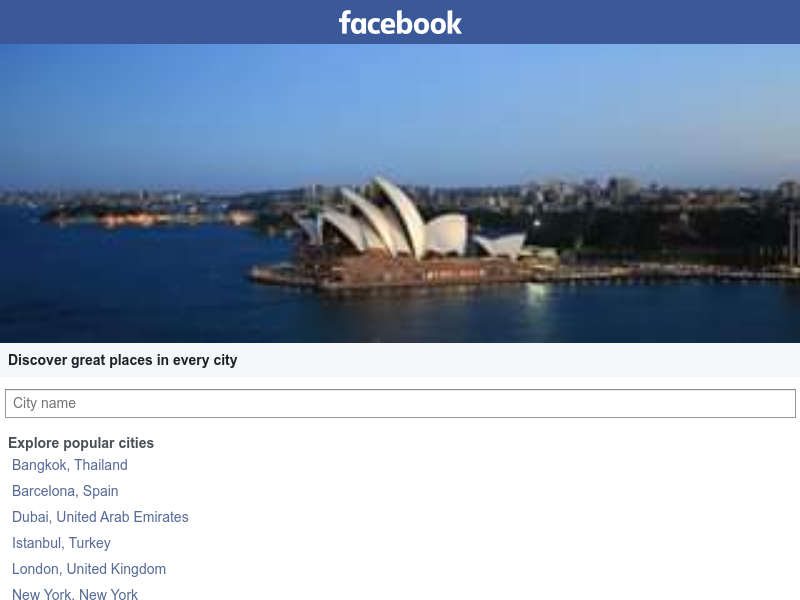 facebook
Discover great places in every city
City name
Explore popular cities
Bangkok, Thailand
Barcelona, Spain
Dubai, United Arab Emirates
Istanbul, Turkey
London, United Kingdom
New York, New York